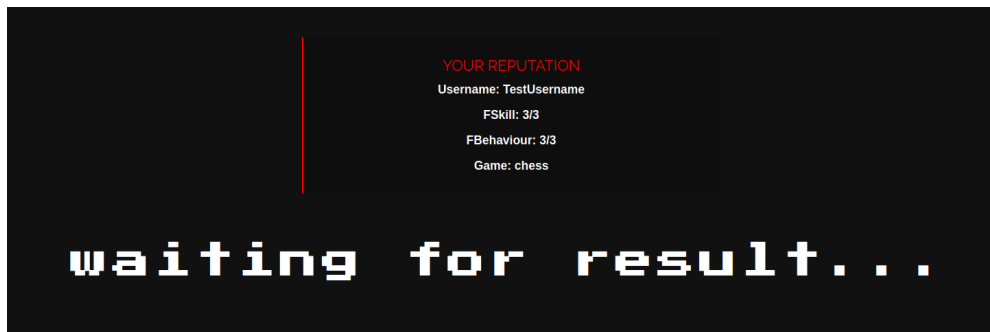 YOUR REPUTATION
Username: TestUsername
FSkill: 3/3
FBehaviour: 3/3
Game: chess
waiting for result...